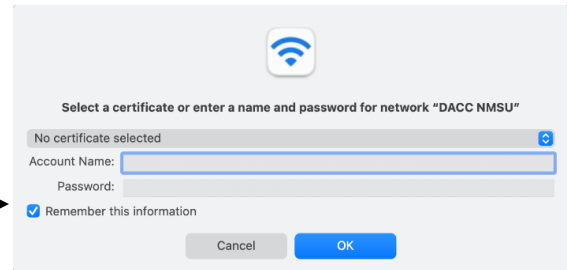 Select a certificate or enter a name and password for network “DACC NMSU”
No certificate selected
Account Name:
Password:
Remember this information
Cancel OK